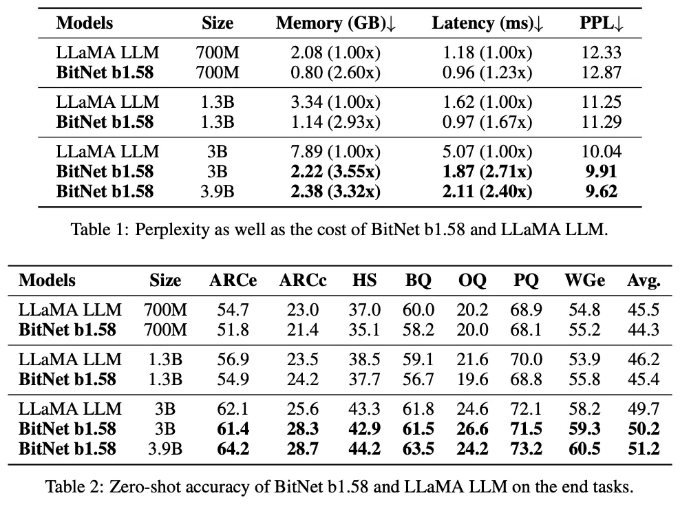 Models Size Memory (GB)↓ Latency (ms)↓ PPL↓
LLaMA LLM 700M 2.08 (1.00x) 1.18 (1.00x) 12.33
BitNet b1.58 700M 0.80 (2.60x) 0.96 (1.23x) 12.87
LLaMA LLM 1.3B 3.34 (1.00x) 1.62 (1.00x) 11.25
BitNet b1.58 1.3B 1.14 (2.93x) 0.97 (1.67x) 11.29
LLaMA LLM 3B 7.89 (1.00x) 5.07 (1.00x) 10.04
BitNet b1.58 3B 2.22 (3.55x) 1.87 (2.71x) 9.91
BitNet b1.58 3.9B 2.38 (3.32x) 2.11 (2.40x) 9.62
Table 1: Perplexity as well as the cost of BitNet b1.58 and LLaMA LLM.
Models Size ARCe ARCc HS BQ OQ PQ WGe Avg.
LLaMA LLM 700M 54.7 23.0 37.0 60.0 20.2 68.9 54.8 45.5
BitNet b1.58 700M 51.8 21.4 35.1 58.2 20.0 68.1 55.2 44.3
LLaMA LLM 1.3B 56.9 23.5 38.5 59.1 21.6 70.0 53.9 46.2
BitNet b1.58 1.3B 54.9 24.2 37.7 56.7 19.6 68.8 55.8 45.4
LLaMA LLM 3B 62.1 25.6 43.3 61.8 24.6 72.1 58.2 49.7
BitNet b1.58 3B 61.4 28.3 42.9 61.5 26.6 71.5 59.3 50.2
BitNet b1.58 3.9B 64.2 28.7 44.2 63.5 24.2 73.2 60.5 51.2
Table 2: Zero-shot accuracy of BitNet b1.58 and LLaMA LLM on the end tasks.